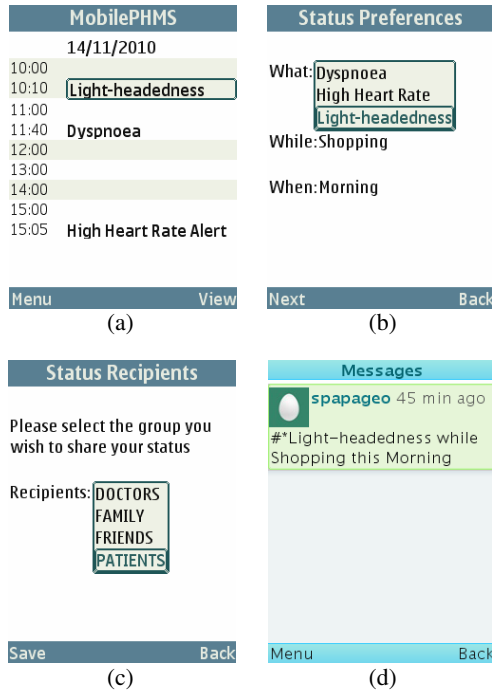 MobilePHMS
14/11/2010
10:00
10:10 Light-headedness
11:00
11:40 Dyspnoea
12:00
13:00
14:00
15:00
15:05 High Heart Rate Alert
Menu View
(a)
Status Preferences
What: Dyspnoea
High Heart Rate
Light-headedness
While: Shopping
When: Morning
Next Back
(b)
Status Recipients
Please select the group you
wish to share your status
Recipients: DOCTORS
FAMILY
FRIENDS
PATIENTS
Save Back
(c)
Messages
spapageo 45 min ago
#*Light-headedness while
Shopping this Morning
Menu Back
(d)